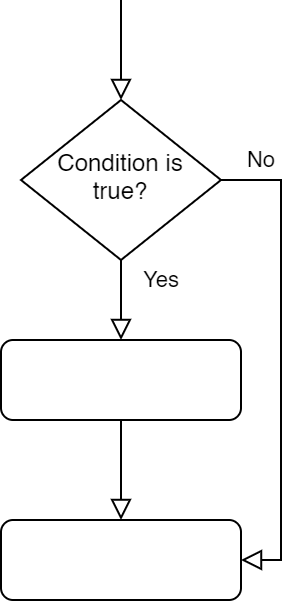 Condition is
true?
No
Yes